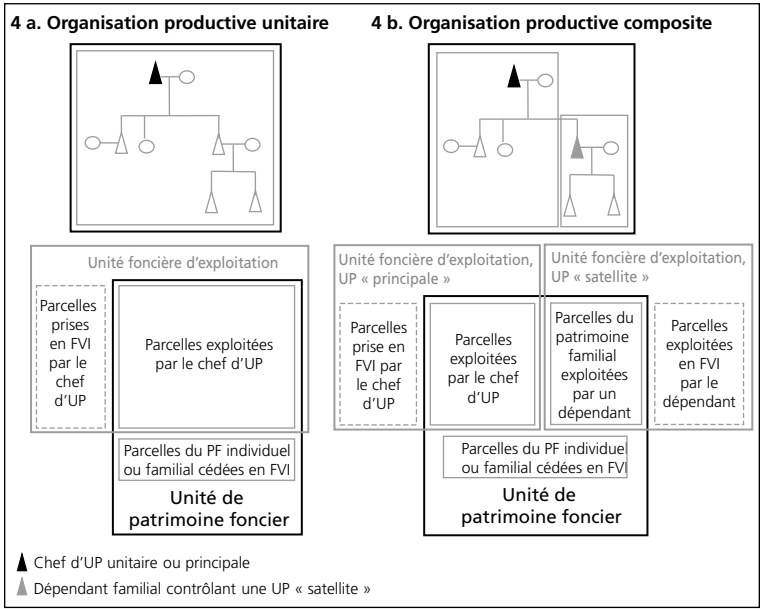 4 a. Organisation productive unitaire
4 b. Organisation productive composite
Unité foncière d'exploitation
Parcelles
prises
en FVI
par le
chef
d'UP
Parcelles exploitées
par le chef d'UP
Parcelles du PF individuel
ou familial cédées en FVI
Unité de
patrimoine foncier
Unité foncière d'exploitation,
UP « principale »
Unité foncière d'exploitation,
UP « satellite »
Parcelles
prise en
FVI par
le chef
d'UP
Parcelles
exploitées
par le chef
d'UP
Parcelles du
patrimoine
familial
exploitées
par un
dépendant
Parcelles
exploitées
en FVI
par le
dépendant
Parcelles du PF individuel
ou familial cédées en FVI
Unité de
patrimoine foncier
Chef d'UP unitaire ou principale
Dépendant familial contrôlant une UP « satellite »